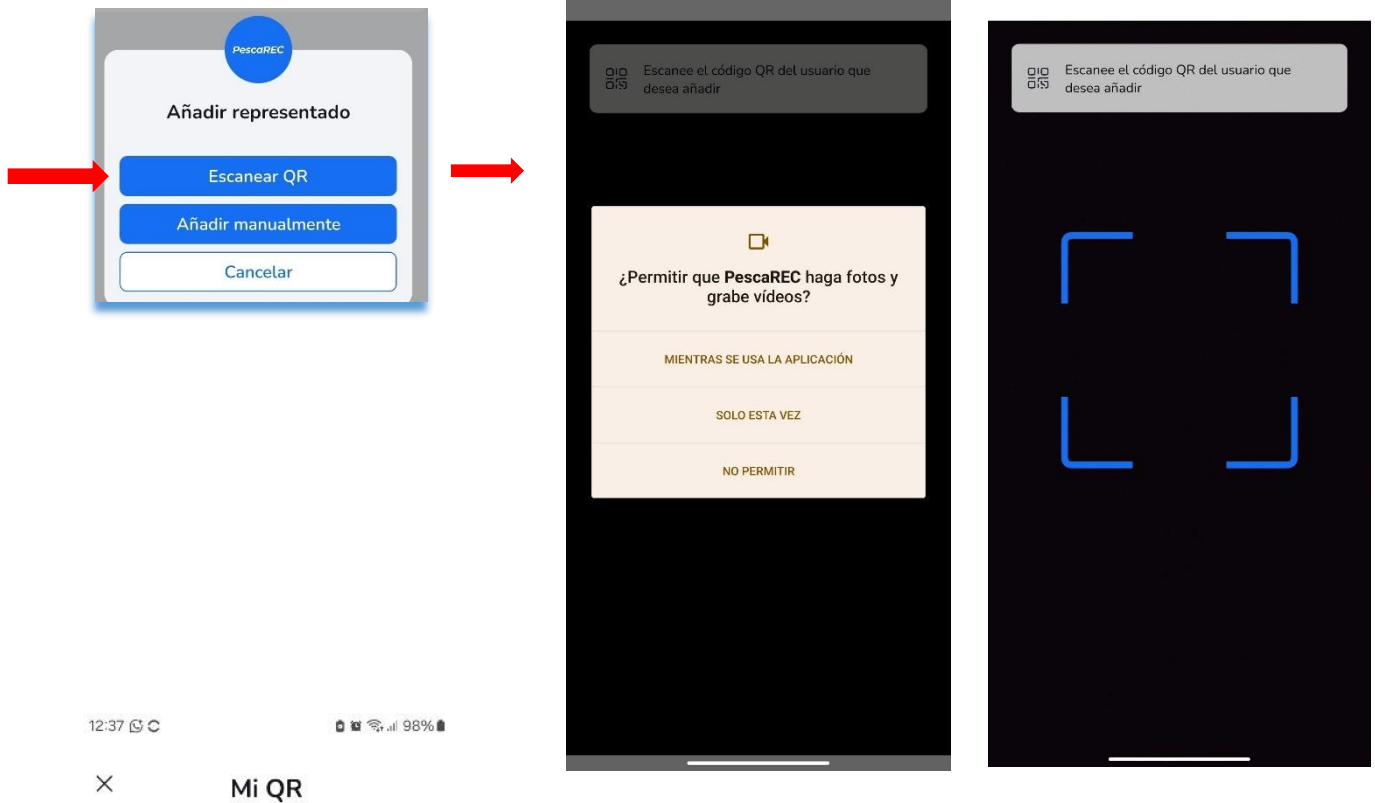 PescaREC
Añadir representado
Escanear QR
Añadir manualmente
Cancelar
Escanee el código QR del usuario que
desea añadir
¿Permitir que PescaREC haga fotos y
grabe vídeos?
MIENTRAS SE USA LA APLICACIÓN
SOLO ESTA VEZ
NO PERMITIR
Escanee el código QR del usuario que
desea añadir
12:37 98%
Mi QR